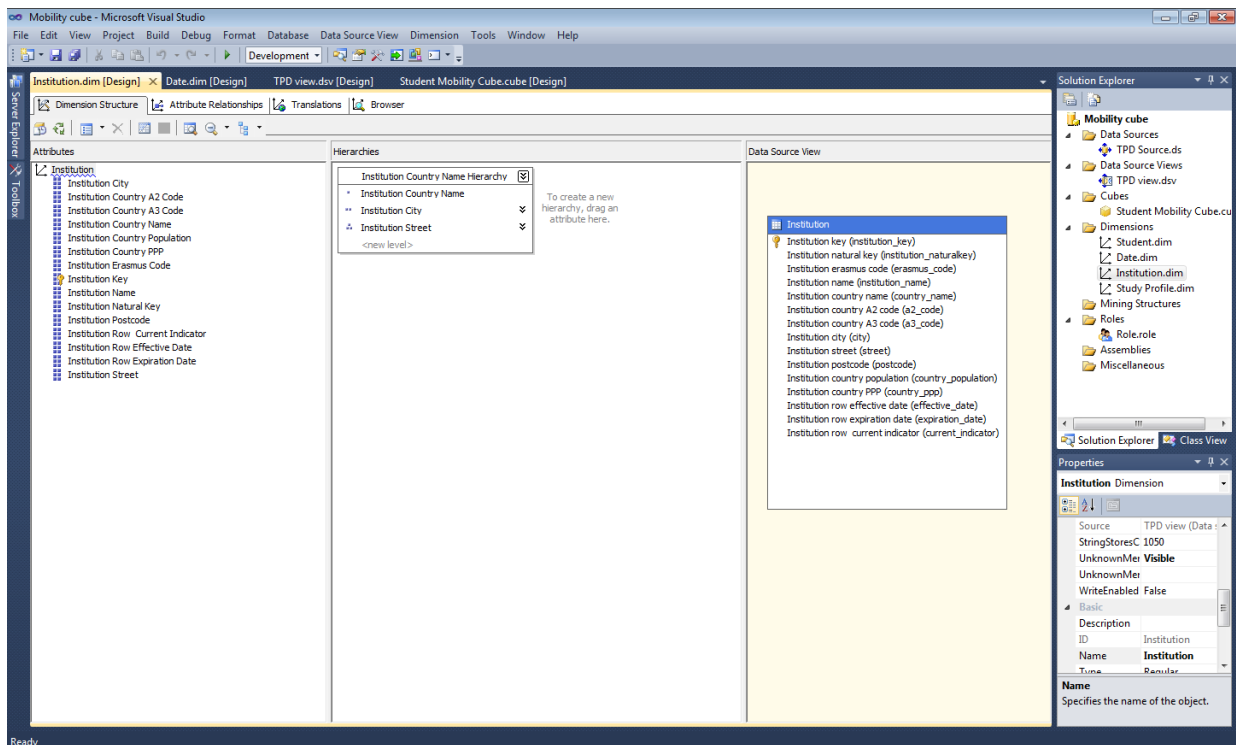 Mobility cube - Microsoft Visual Studio
File Edit View Project Build Debug Format Database Data Source View Dimension Tools Window Help
Development
Institution.dim [Design] Date.dim [Design] TPD view.dsv [Design] Student Mobility Cube.cube [Design]
Dimension Structure Attribute Relationships Translations Browser
Server Explorer
Toolbox
Attributes
Institution
Institution City
Institution Country A2 Code
Institution Country A3 Code
Institution Country Name
Institution Country Population
Institution Country PPP
Institution Erasmus Code
Institution Key
Institution Name
Institution Natural Key
Institution Postcode
Institution Row Current Indicator
Institution Row Effective Date
Institution Row Expiration Date
Institution Street
Hierarchies
Institution Country Name Hierarchy
Institution Country Name
Institution City
Institution Street
<new level>
To create a new
hierarchy, drag an
attribute here.
Data Source View
Institution
Institution key (institution_key)
Institution natural key (institution_naturalkey)
Institution erasmus code (erasmus_code)
Institution name (institution_name)
Institution country name (country_name)
Institution country A2 code (a2_code)
Institution country A3 code (a3_code)
Institution city (city)
Institution street (street)
Institution postcode (postcode)
Institution country population (country_population)
Institution country PPP (country_ppp)
Institution row effective date (effective_date)
Institution row expiration date (expiration_date)
Institution row current indicator (current_indicator)
Solution Explorer
Mobility cube
Data Sources
TPD Source.ds
Data Source Views
TPD view.dsv
Cubes
Student Mobility Cube.cu
Dimensions
Student.dim
Date.dim
Institution.dim
Study Profile.dim
Mining Structures
Roles
Role.role
Assemblies
Miscellaneous
Solution Explorer Class View
Properties
Institution Dimension
Source TPD view (Data s
StringStoresC 1050
UnknownMer Visible
UnknownMer
WriteEnabled False
Basic
Description
ID Institution
Name Institution
Type Regular
Name
Specifies the name of the object.
Ready